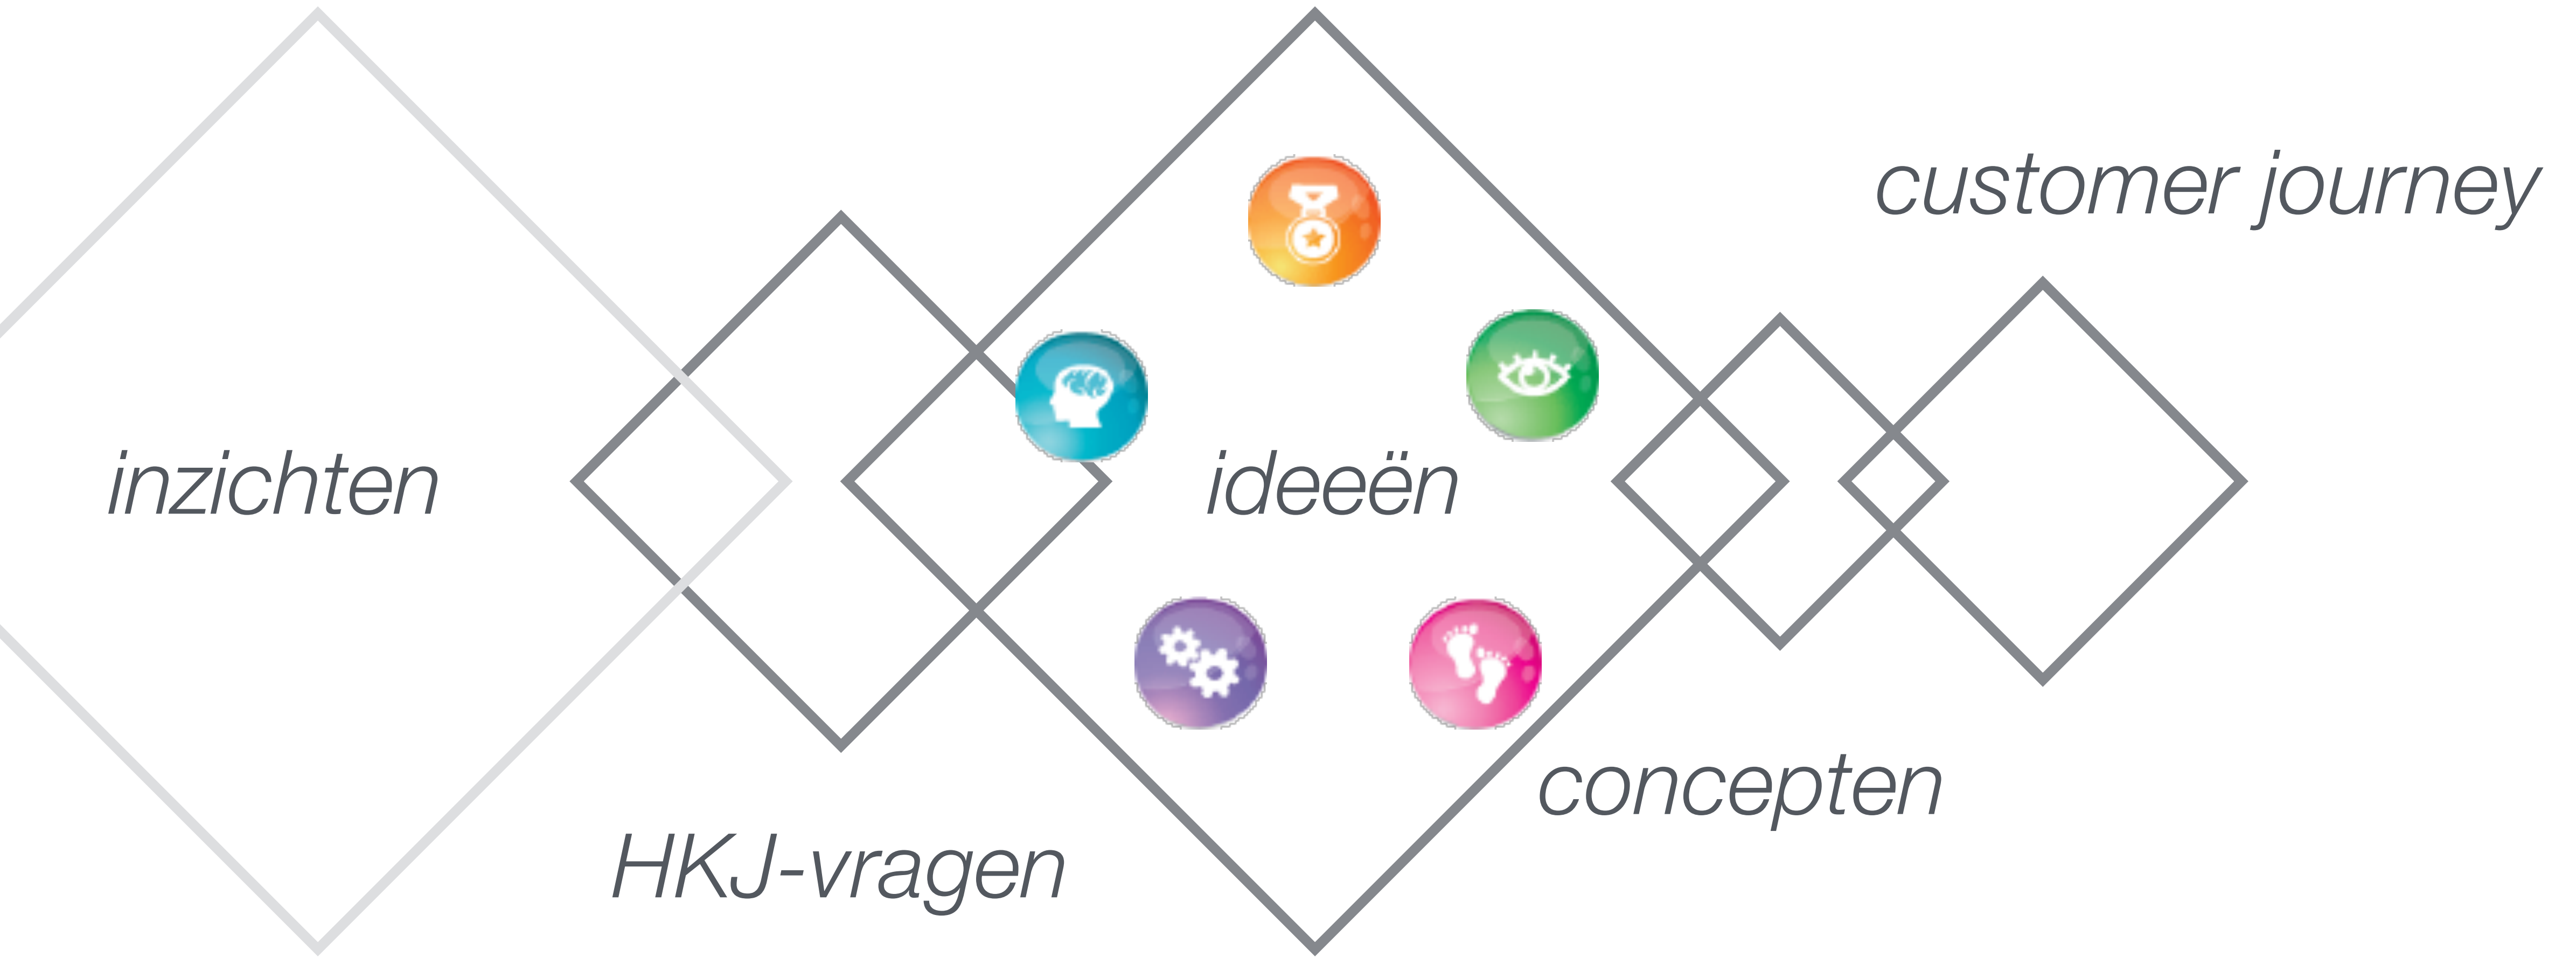 inzichten
HKJ-vragen
ideeën
concepten
customer journey